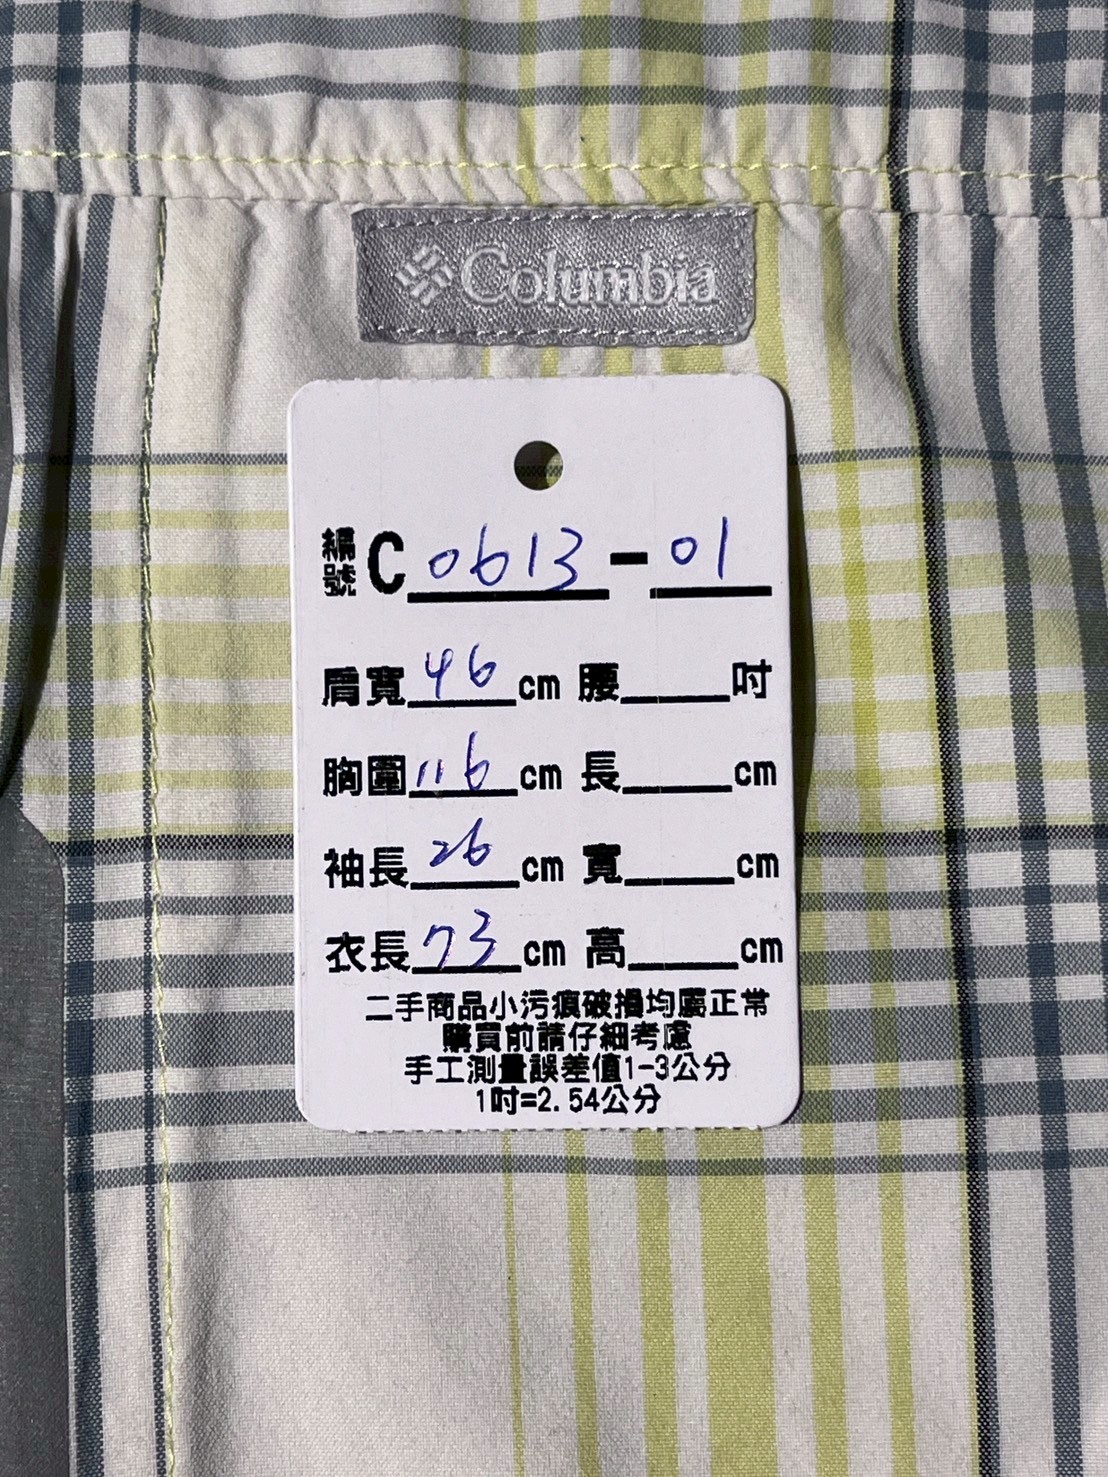 Columbia
編號 C 0613-01
肩寬 46 cm 腰 吋
胸圍 116 cm 長 cm
袖長 26 cm 寬 cm
衣長 73 cm 高 cm
二手商品小污痕破損均屬正常
購買前請仔細考慮
手工測量誤差值1-3公分
1吋=2.54公分